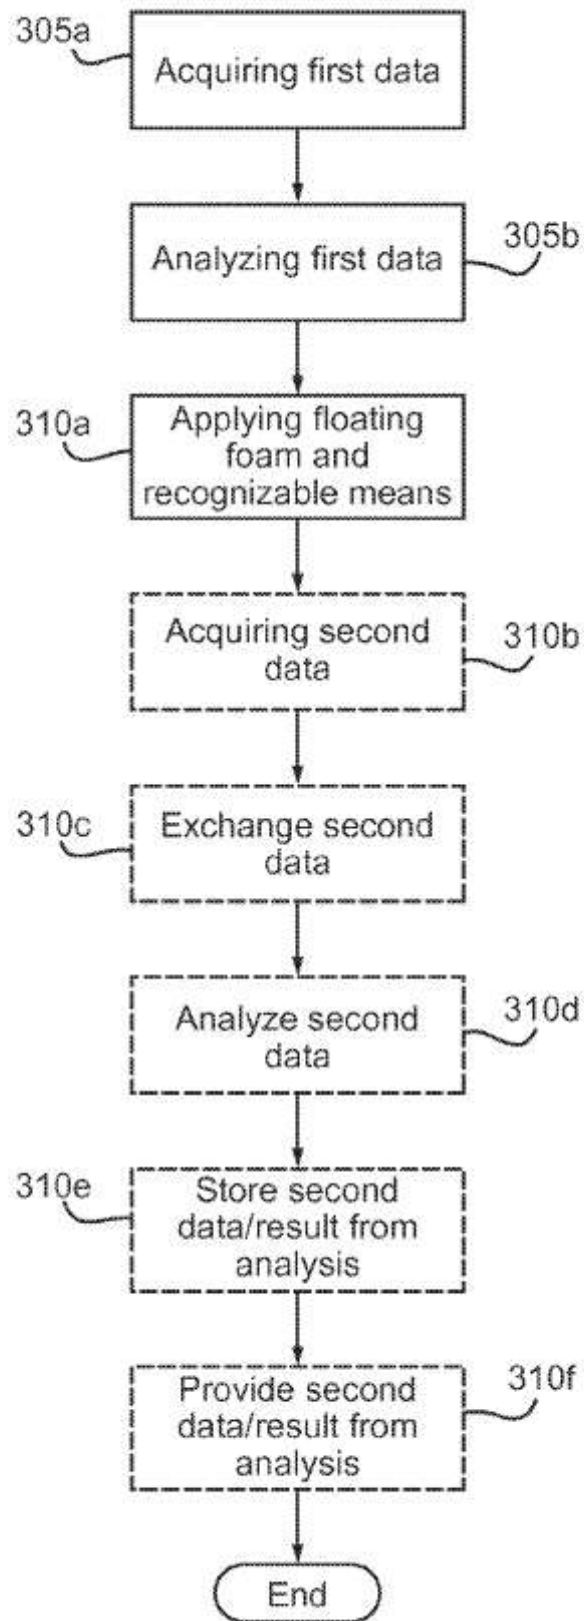 305a
Acquiring first data
305b
Analyzing first data
310a
Applying floating
foam and
recognizable means
310b
Acquiring second
data
310c
Exchange second
data
310d
Analyze second
data
310e
Store second
data/result from
analysis
310f
Provide second
data/result from
analysis
End